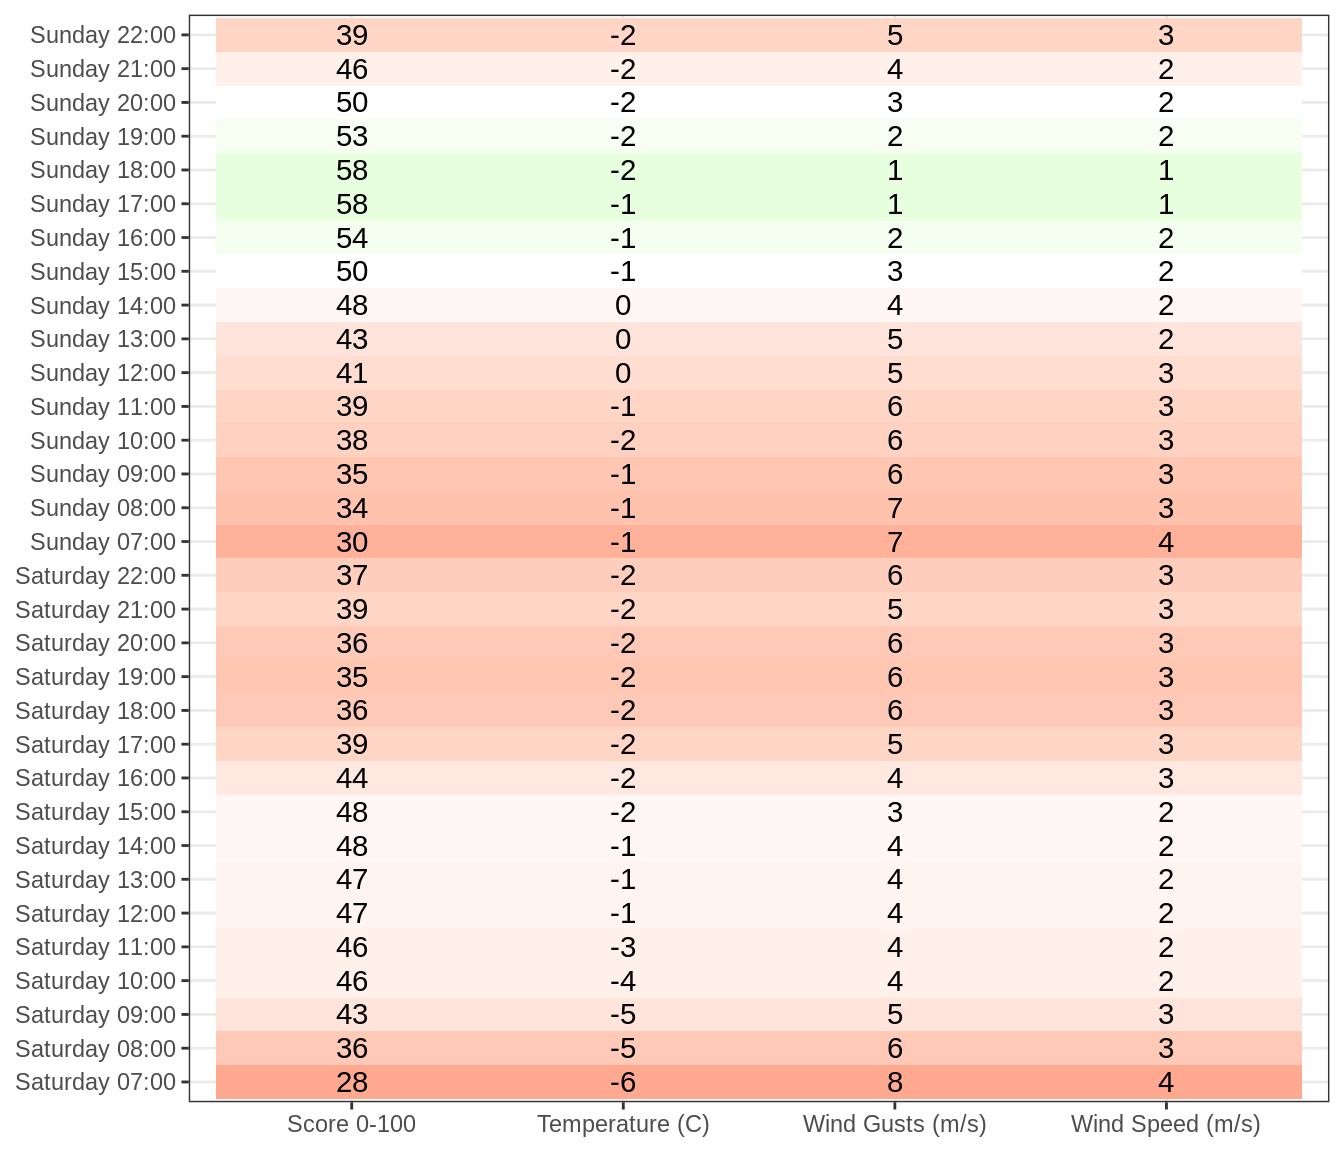 Sunday 22:00 39 -2 5 3
Sunday 21:00 46 -2 4 2
Sunday 20:00 50 -2 3 2
Sunday 19:00 53 -2 2 2
Sunday 18:00 58 -2 1 1
Sunday 17:00 58 -1 1 1
Sunday 16:00 54 -1 2 2
Sunday 15:00 50 -1 3 2
Sunday 14:00 48 0 4 2
Sunday 13:00 43 0 5 2
Sunday 12:00 41 0 5 3
Sunday 11:00 39 -1 6 3
Sunday 10:00 38 -2 6 3
Sunday 09:00 35 -1 6 3
Sunday 08:00 34 -1 7 3
Sunday 07:00 30 -1 7 4
Saturday 22:00 37 -2 6 3
Saturday 21:00 39 -2 5 3
Saturday 20:00 36 -2 6 3
Saturday 19:00 35 -2 6 3
Saturday 18:00 36 -2 6 3
Saturday 17:00 39 -2 5 3
Saturday 16:00 44 -2 4 3
Saturday 15:00 48 -2 3 2
Saturday 14:00 48 -1 4 2
Saturday 13:00 47 -1 4 2
Saturday 12:00 47 -1 4 2
Saturday 11:00 46 -3 4 2
Saturday 10:00 46 -4 4 2
Saturday 09:00 43 -5 5 3
Saturday 08:00 36 -5 6 3
Saturday 07:00 28 -6 8 4
Score 0-100 Temperature (C) Wind Gusts (m/s) Wind Speed (m/s)